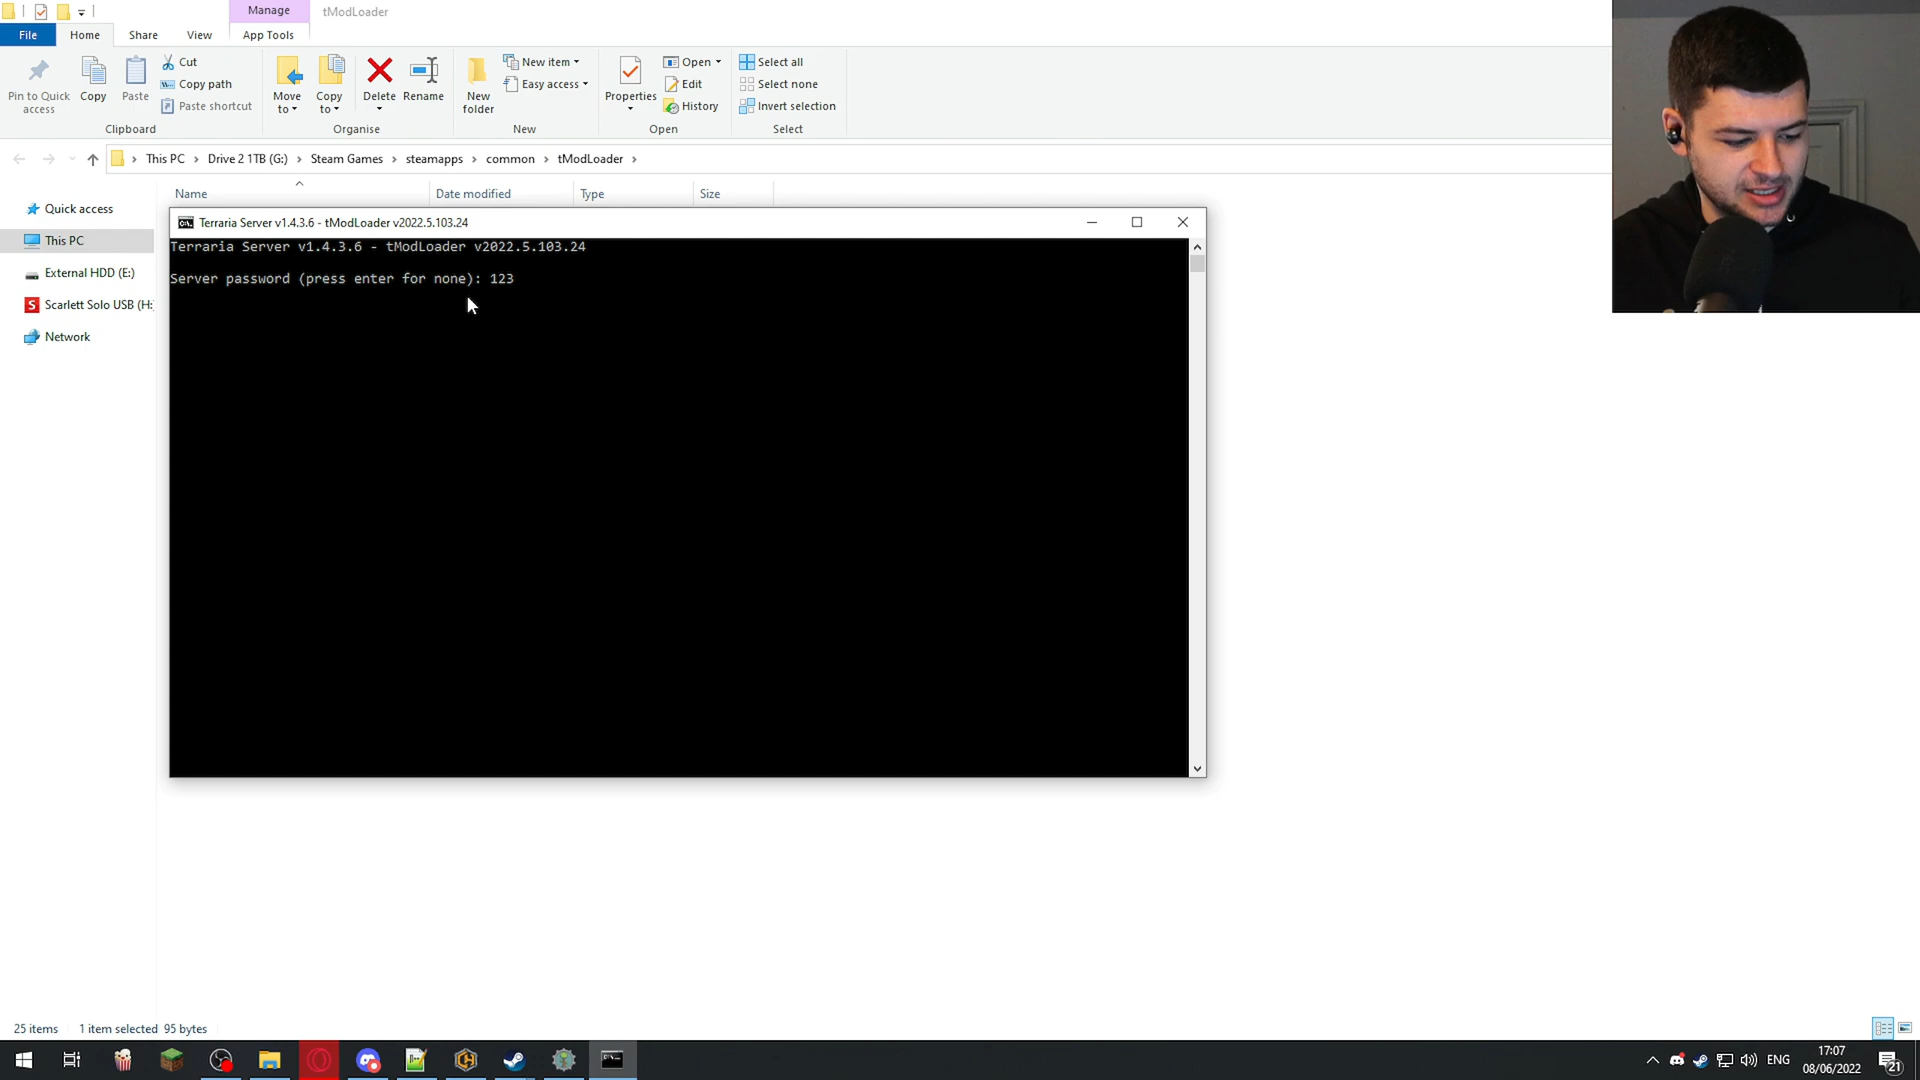 Manage
tModLoader
File
Home
Share
View
App Tools
Pin to Quick
access
Copy
Paste
Cut
Copy path
Paste shortcut
Clipboard
Move
to
Copy
to
Delete
Rename
Organise
New
folder
New item
Easy access
New
Properties
Open
Edit
History
Open
Select all
Select none
Invert selection
Select
This PC
Drive 2 1TB (G:)
Steam Games
steamapps
common
tModLoader
Name
Date modified
Type
Size
Quick access
This PC
External HDD (E:)
Scarlett Solo USB (H:
Network
Terraria Server v1.4.3.6 - tModLoader v2022.5.103.24
Terraria Server v1.4.3.6 - tModLoader v2022.5.103.24
Server password (press enter for none): 123
25 items
1 item selected
95 bytes
ENG
17:07
08/06/2022
21